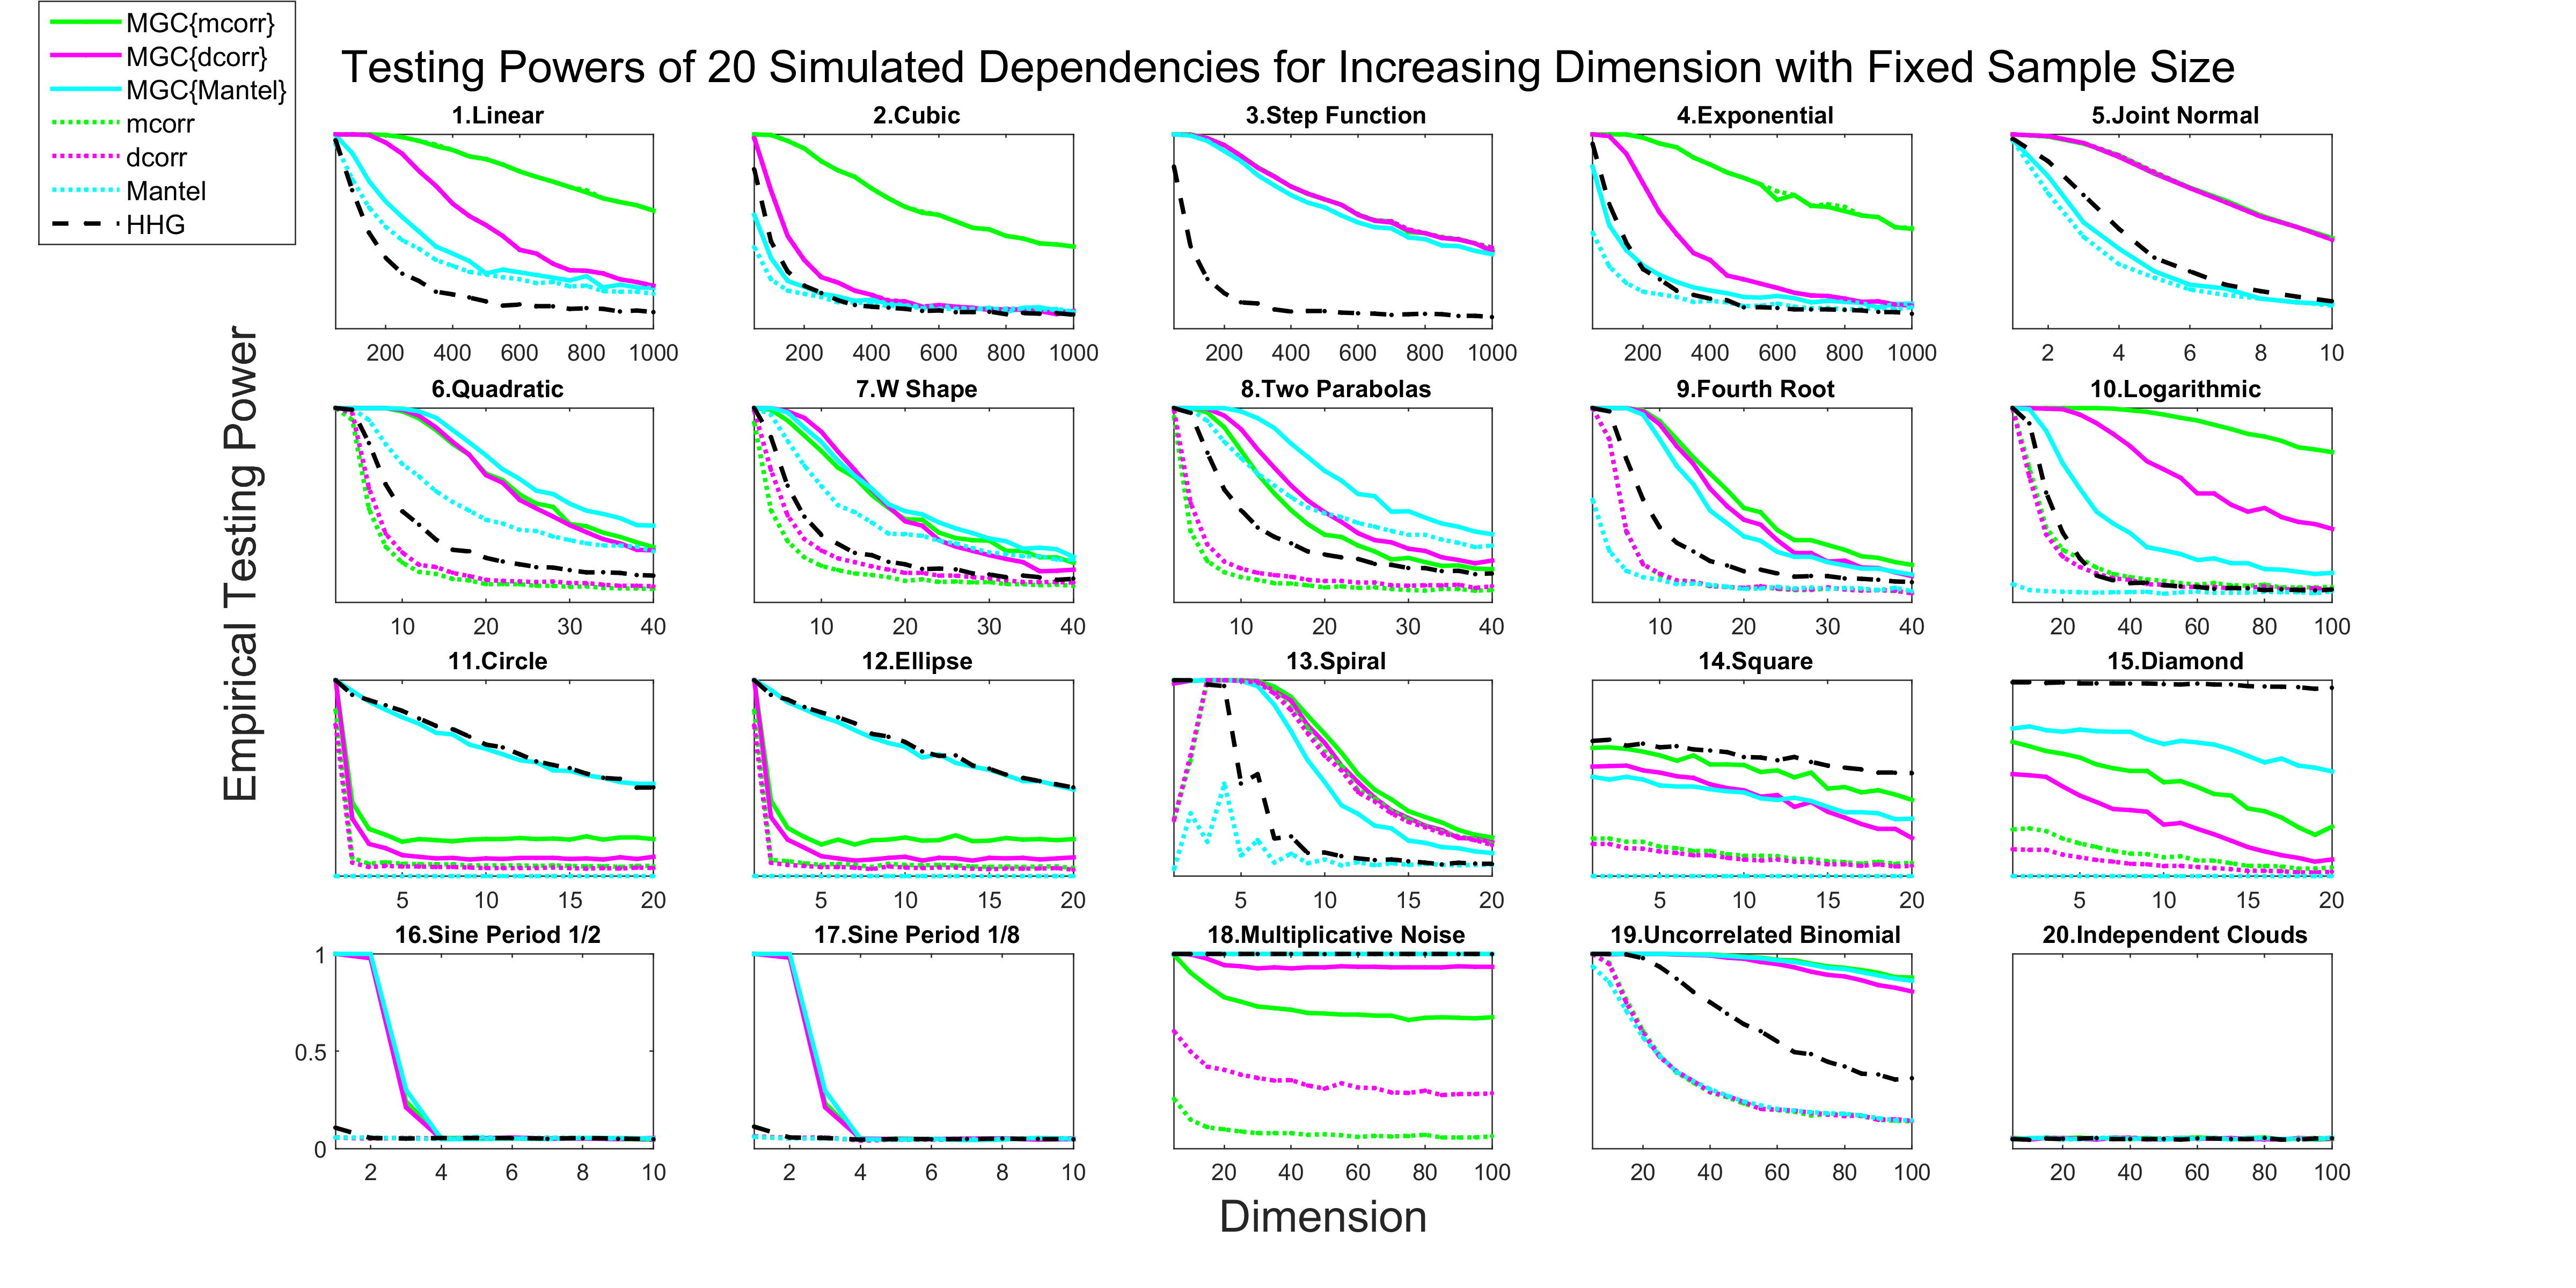 MGC{mcorr}
MGC{dcorr}
MGC{Mantel}
mcorr
dcorr
Mantel
HHG
Testing Powers of 20 Simulated Dependencies for Increasing Dimension with Fixed Sample Size
1.Linear 2.Cubic 3.Step Function 4.Exponential 5.Joint Normal
200 400 600 800 1000 200 400 600 800 1000 200 400 600 800 1000 200 400 600 800 1000 2 4 6 8 10
6.Quadratic 7.W Shape 8.Two Parabolas 9.Fourth Root 10.Logarithmic
10 20 30 40 10 20 30 40 10 20 30 40 10 20 30 40 20 40 60 80 100
Empirical Testing Power
11.Circle 12.Ellipse 13.Spiral 14.Square 15.Diamond
5 10 15 20 5 10 15 20 5 10 15 20 5 10 15 20 5 10 15 20
16.Sine Period 1/2 17.Sine Period 1/8 18.Multiplicative Noise 19.Uncorrelated Binomial 20.Independent Clouds
1
0.5
0
2 4 6 8 10 2 4 6 8 10 20 40 60 80 100 20 40 60 80 100 20 40 60 80 100
Dimension